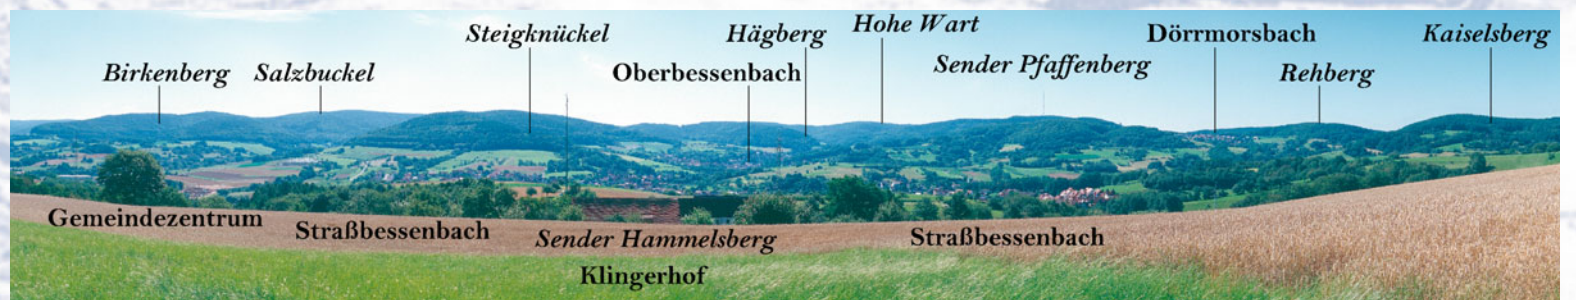 Birkenberg
Salzbuckel
Steigknückel
Oberbessenbach
Hägberg
Hohe Wart
Sender Pfaffenberg
Dörrmorsbach
Rehberg
Kaiselsberg
Gemeindezentrum
Straßbessenbach
Sender Hammelsberg
Klingerhof
Straßbessenbach